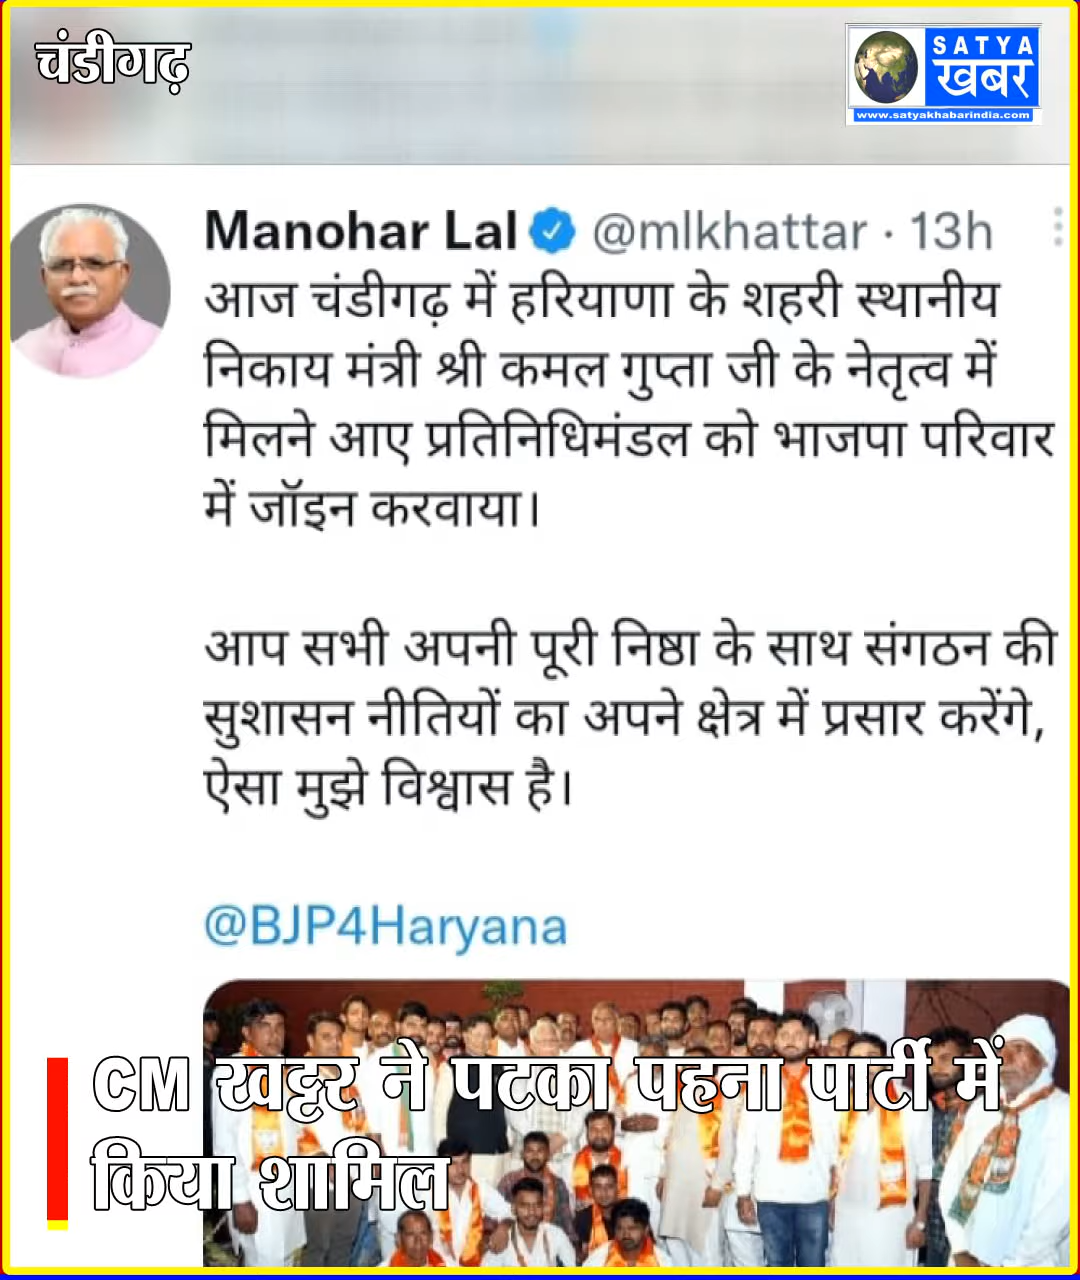 चंडीगढ़
SATYA
खबर
www.satyakhabarindia.com
Manohar Lal @mlkhattar · 13h
आज चंडीगढ़ में हरियाणा के शहरी स्थानीय
निकाय मंत्री श्री कमल गुप्ता जी के नेतृत्व में
मिलने आए प्रतिनिधिमंडल को भाजपा परिवार
में जॉइन करवाया।
आप सभी अपनी पूरी निष्ठा के साथ संगठन की
सुशासन नीतियों का अपने क्षेत्र में प्रसार करेंगे,
ऐसा मुझे विश्वास है।
@BJP4Haryana
CM खट्टर ने पटका पहना पार्टी में
किया शामिल